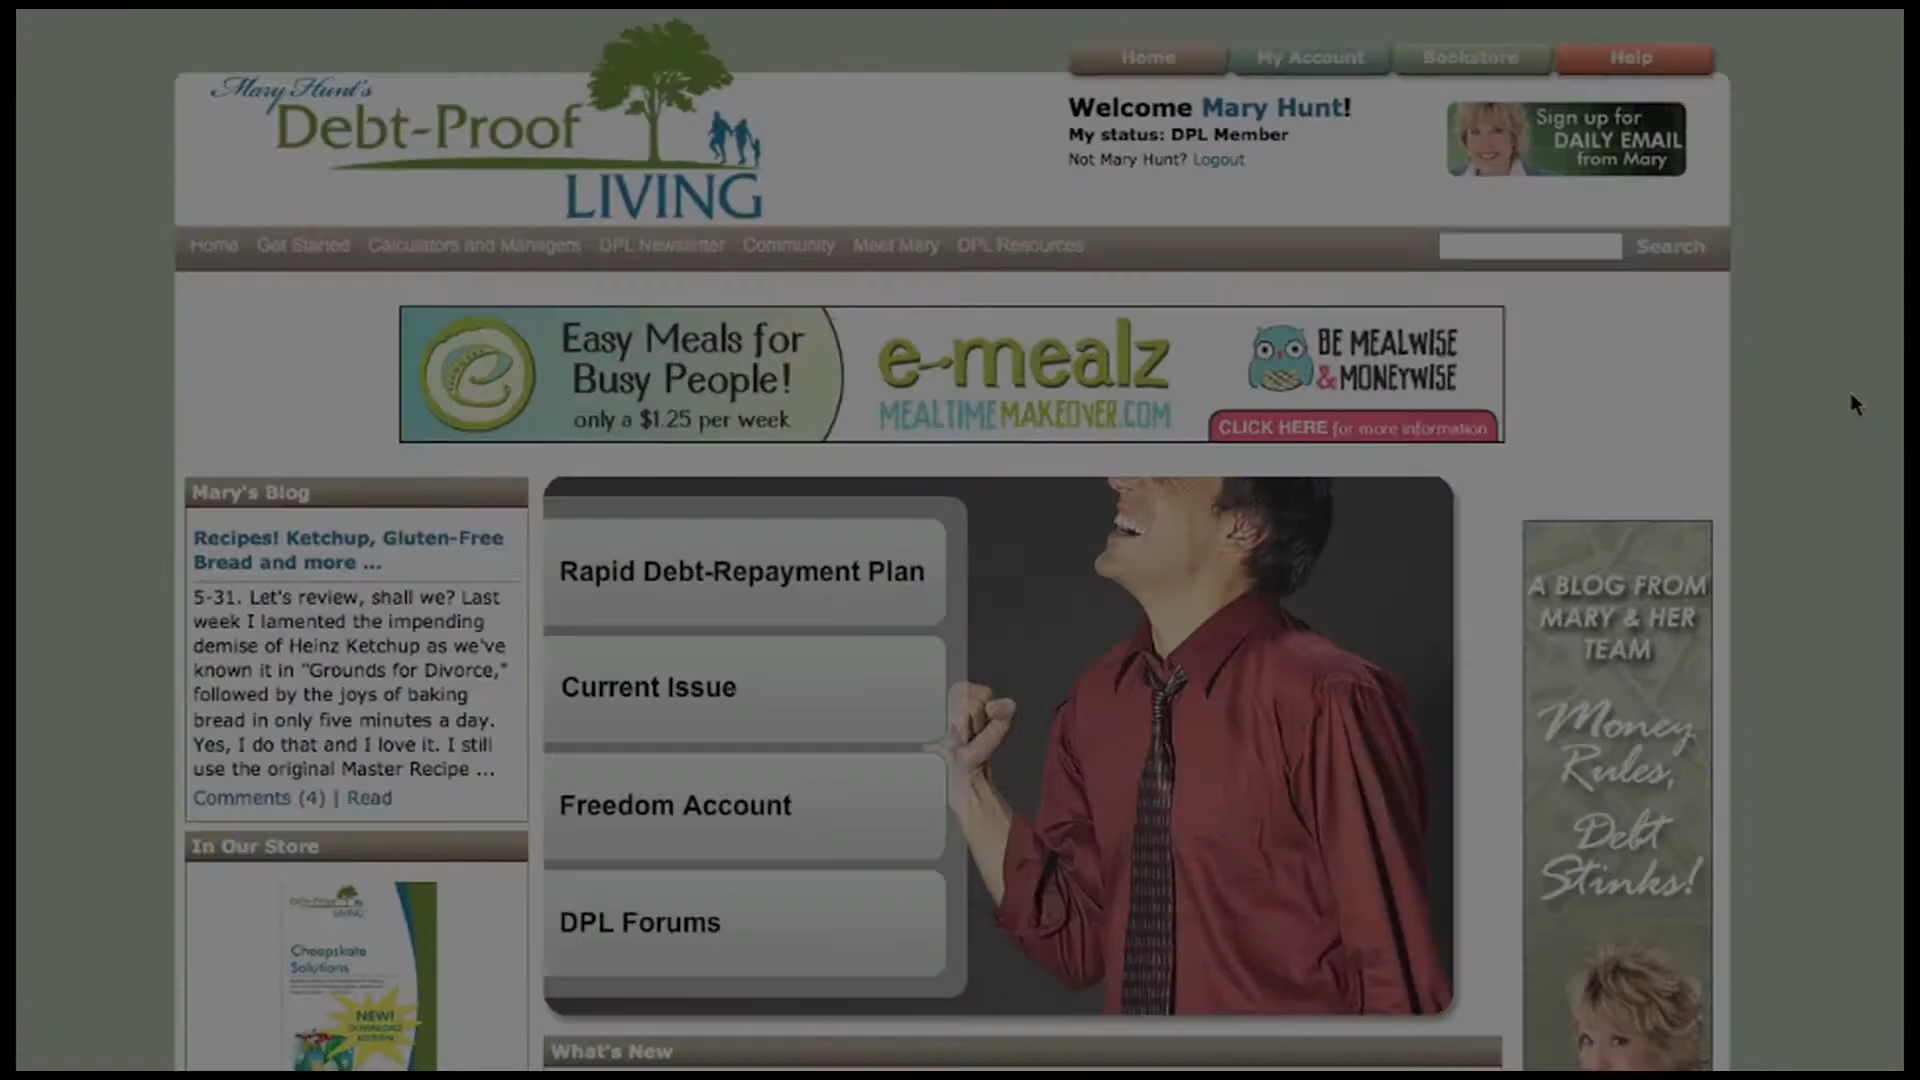 Home
My Account
Bookstore
Help
Mary Hunt's
Debt-Proof
LIVING
Welcome Mary Hunt!
My status: DPL Member
Not Mary Hunt? Logout
Sign up for
DAILY EMAIL
from Mary
Home Get Started Calculators and Managers DPL Newsletter Community Meet Mary DPL Resources
Search
Easy Meals for
Busy People!
only a $1.25 per week
e-mealz
MEALTIMEMAKEOVER.COM
BE MEALWISE
& MONEYWISE
CLICK HERE for more information
Mary's Blog
Recipes! Ketchup, Gluten-Free
Bread and more ...
5-31. Let's review, shall we? Last
week I lamented the impending
demise of Heinz Ketchup as we've
known it in "Grounds for Divorce,"
followed by the joys of baking
bread in only five minutes a day.
Yes, I do that and I love it. I still
use the original Master Recipe ...
Comments (4) | Read
In Our Store
Debt-Proof
LIVING
Cheapskate
Solutions
NEW!
DOWNLOAD
EDITION
Rapid Debt-Repayment Plan
Current Issue
Freedom Account
DPL Forums
What's New
A BLOG FROM
MARY & HER
TEAM
Money
Rules,
Debt
Stinks!